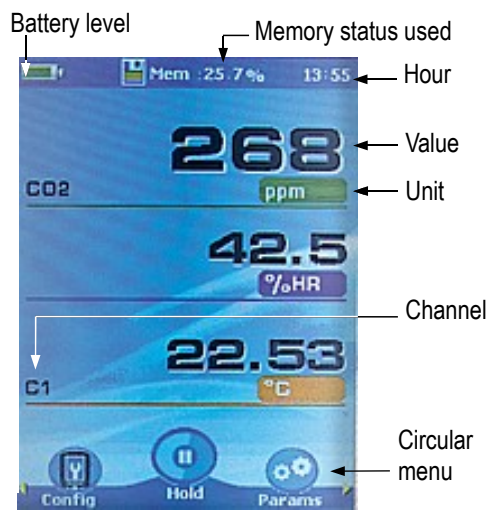 Battery level
Memory status used
Mem :25.7% 13:55
Hour
268
Value
CO2
ppm
Unit
42.5
%HR
Channel
22.53
C1
°C
Circular
menu
Config
Hold
Params